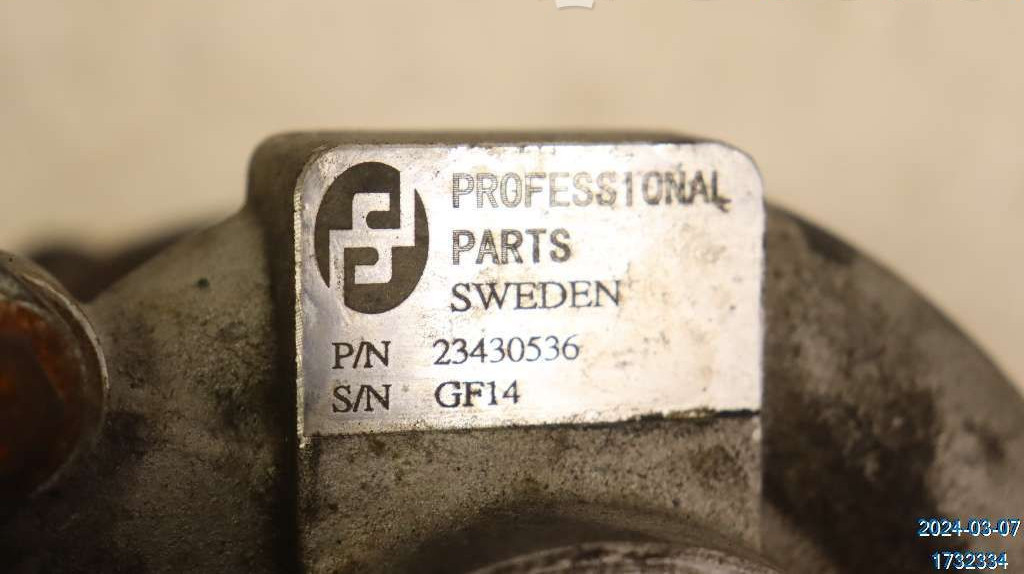 PROFESSIONAL
PARTS
SWEDEN
P/N 23430536
S/N GF14
2024-03-07
1732334